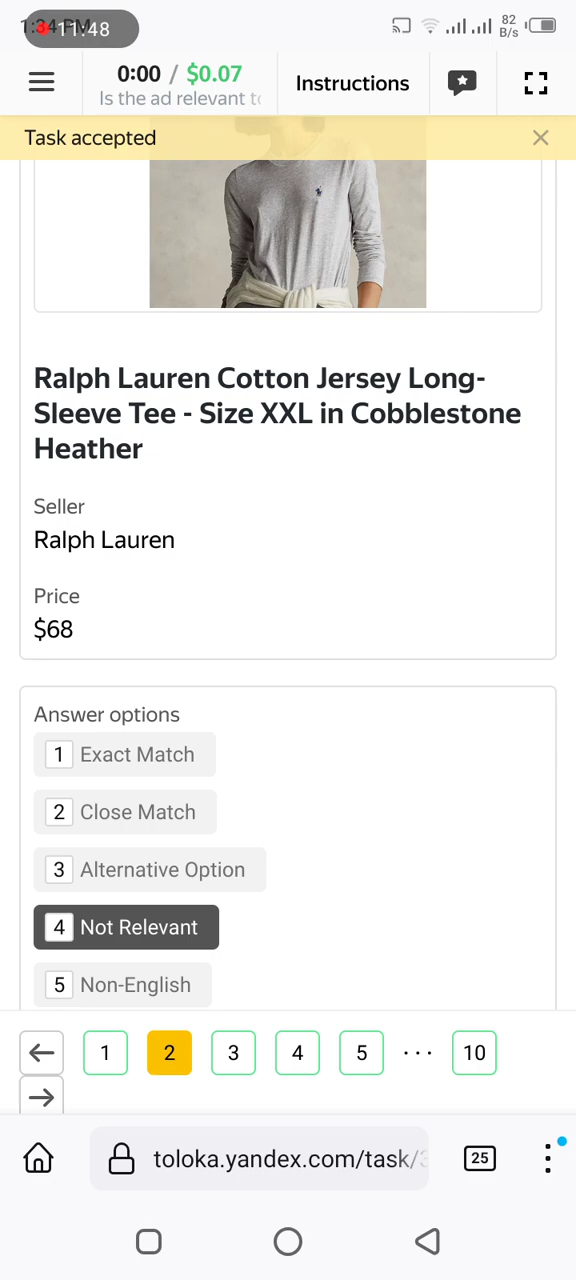 11:48
82
B/s
0:00 / $0.07
Is the ad relevant to
Instructions
Task accepted
Ralph Lauren Cotton Jersey Long-
Sleeve Tee - Size XXL in Cobblestone
Heather
Seller
Ralph Lauren
Price
$68
Answer options
1 Exact Match
2 Close Match
3 Alternative Option
4 Not Relevant
5 Non-English
1 2 3 4 5 ... 10
toloka.yandex.com/task/
25